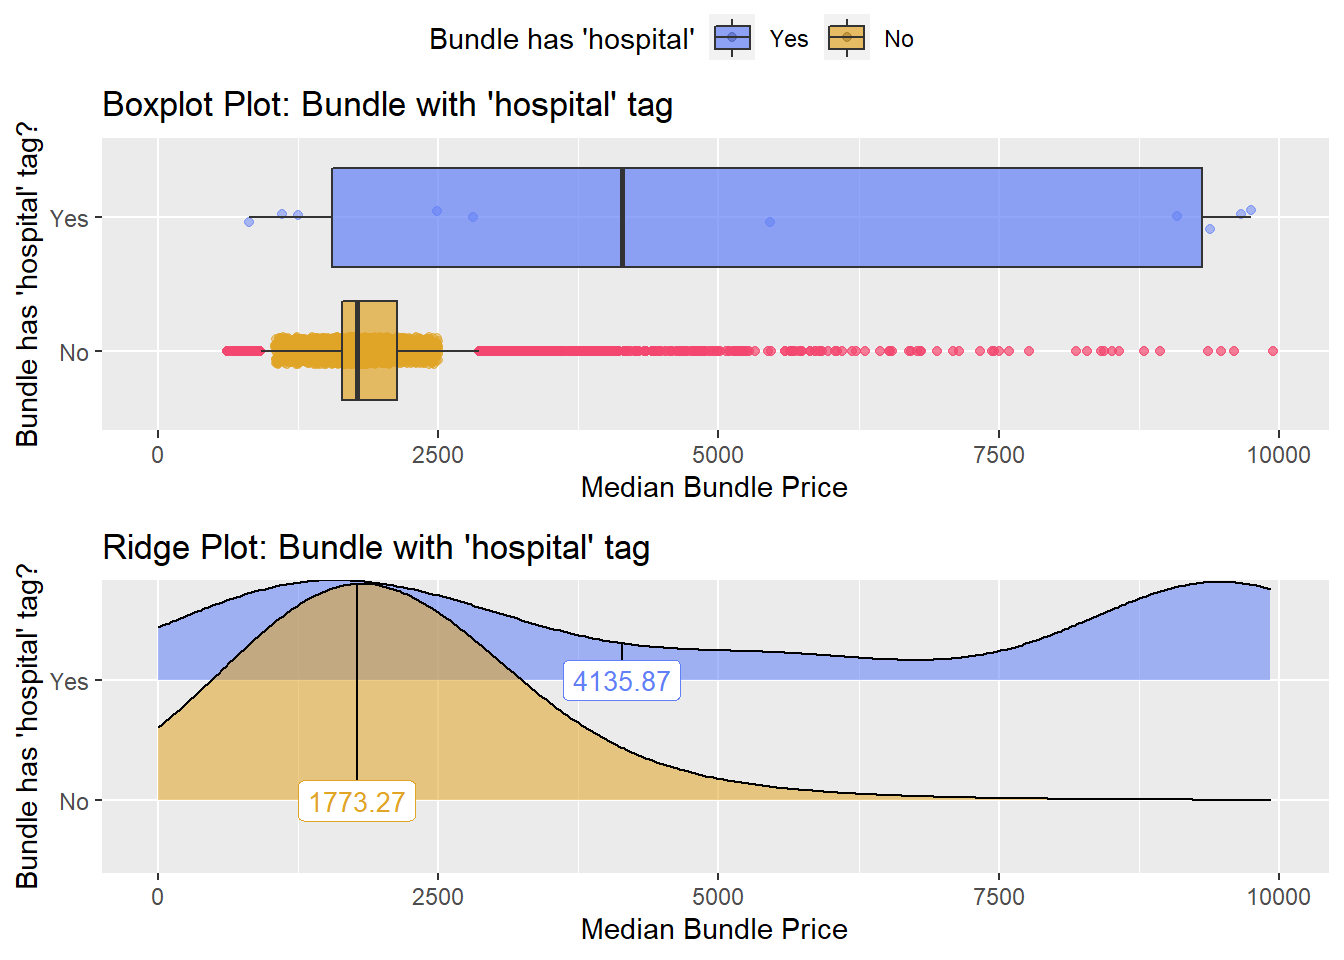 Bundle has 'hospital' Yes No
Boxplot Plot: Bundle with 'hospital' tag
Bundle has 'hospital' tag?
Yes
No
0 2500 5000 7500 10000
Median Bundle Price
Ridge Plot: Bundle with 'hospital' tag
Bundle has 'hospital' tag?
Yes
4135.87
No
1773.27
0 2500 5000 7500 10000
Median Bundle Price